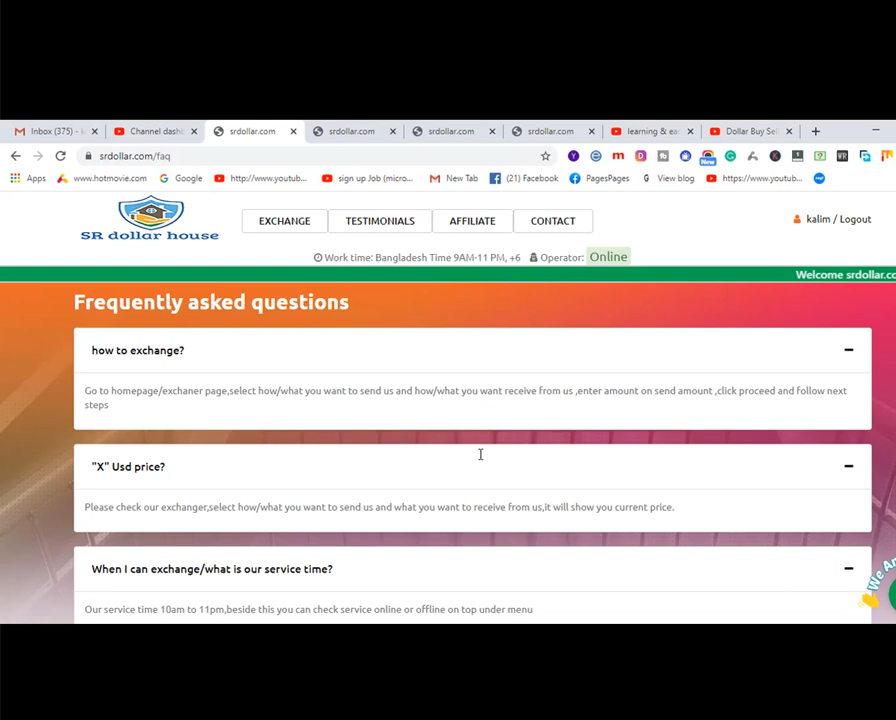 Inbox (375) -
Channel dashb
srdollar.com
srdollar.com
srdollar.com
srdollar.com
learning & ear
Dollar Buy Sel
srdollar.com/faq
New
Apps
www.hotmovie.com
Google
http://www.youtub...
sign up Job (micro...
New Tab
(21) Facebook
PagesPages
View blog
https://www.youtub...
SR dollar house
EXCHANGE
TESTIMONIALS
AFFILIATE
CONTACT
kalim / Logout
Work time: Bangladesh Time 9AM-11 PM, +6
Operator: Online
Welcome srdollar.co
Frequently asked questions
how to exchange?
Go to homepage/exchaner page,select how/what you want to send us and how/what you want receive from us ,enter amount on send amount ,click proceed and follow next
steps
"X" Usd price?
Please check our exchanger,select how/what you want to send us and what you want to receive from us,it will show you current price.
When I can exchange/what is our service time?
Our service time 10am to 11pm,beside this you can check service online or offline on top under menu
We Ar